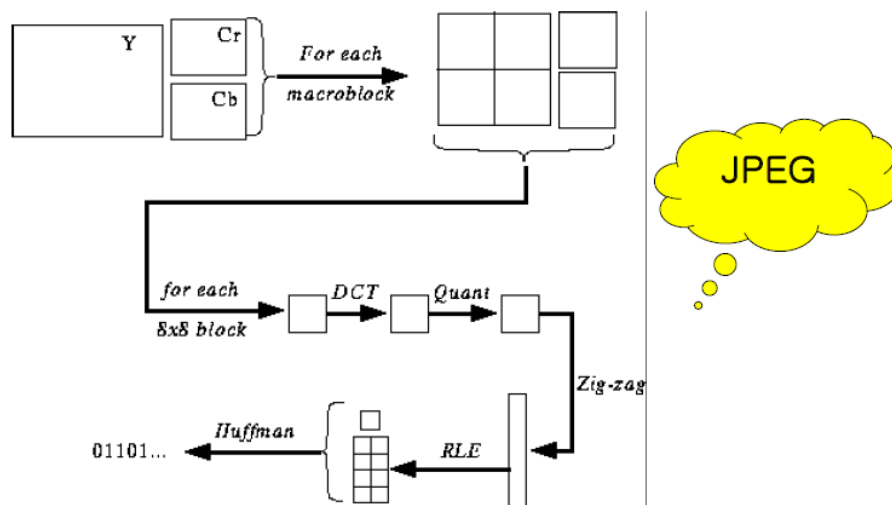 Y
Cr
Cb
For each
macroblock
JPEG
for each
8x8 block
DCT
Quant
Zig-zag
RLE
Huffman
01101...